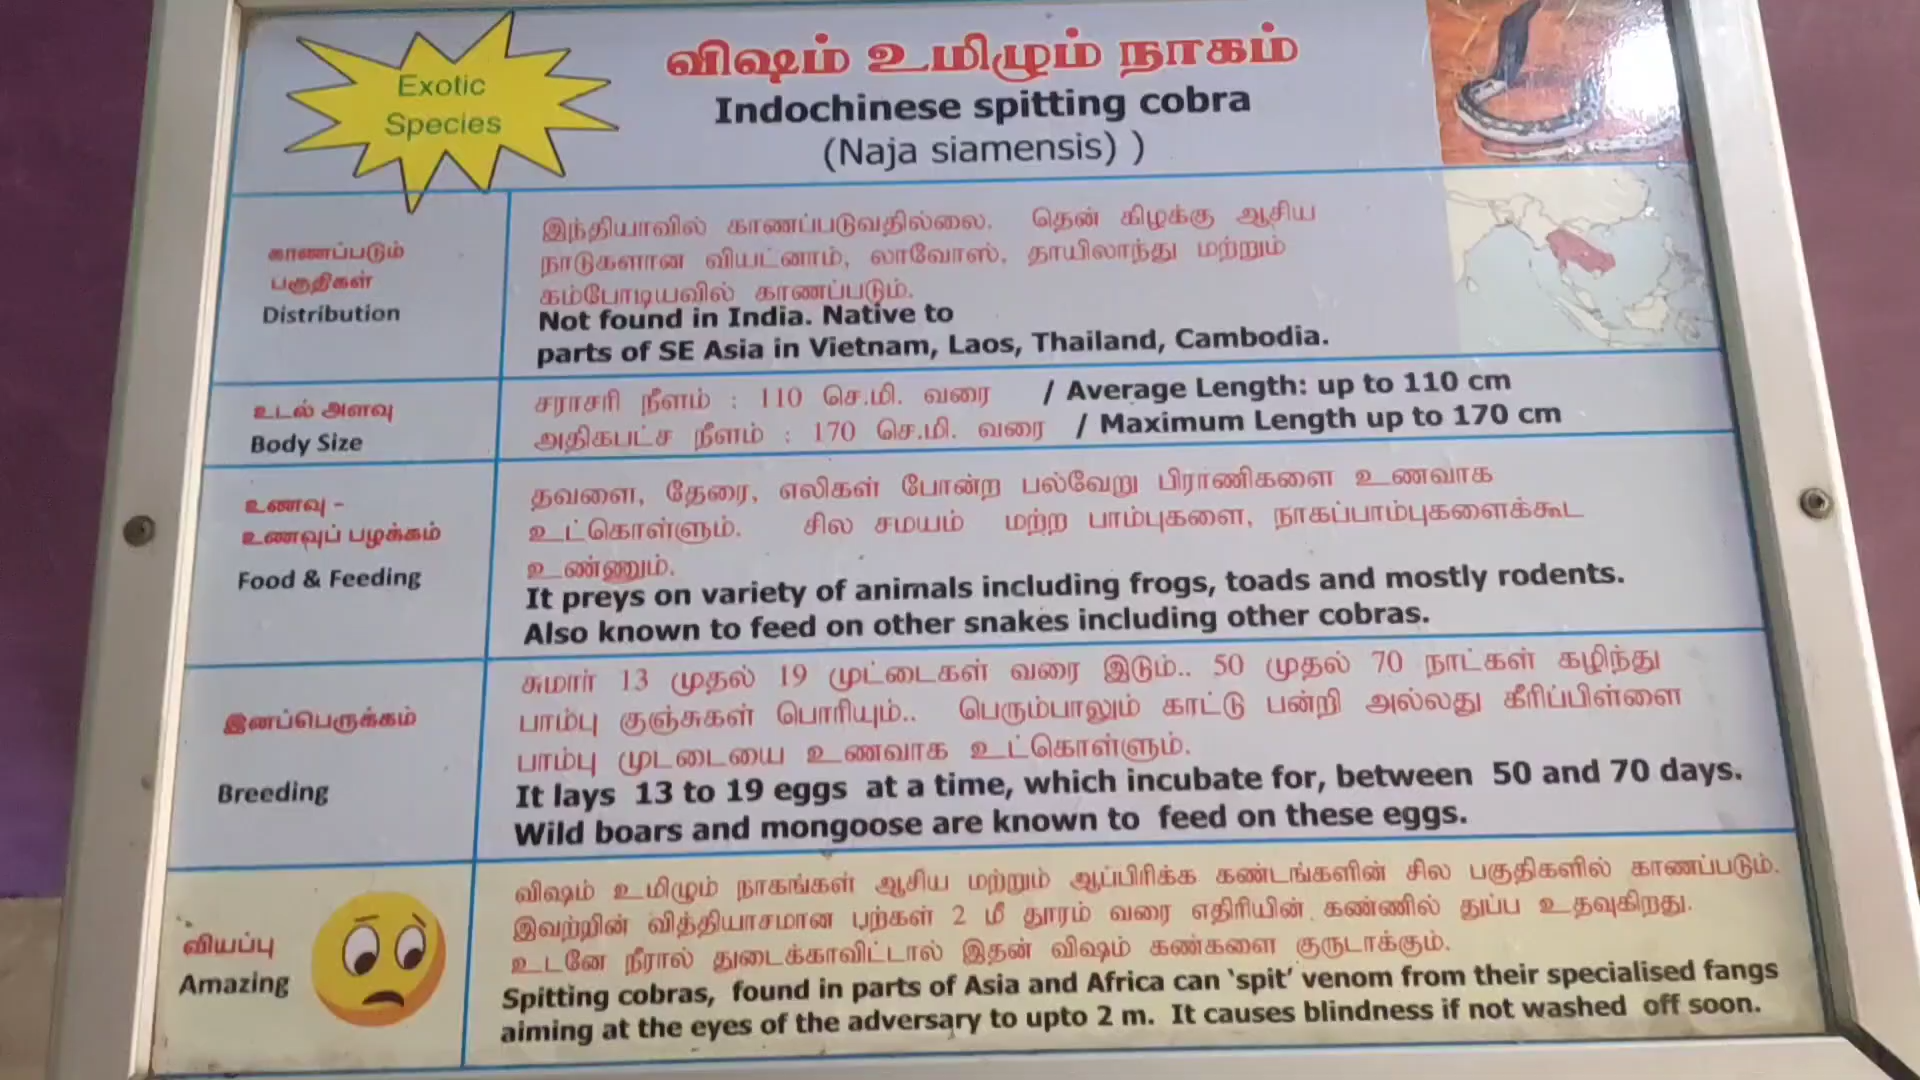 Exotic
Species
விஷம் உமிழும் நாகம்
Indochinese spitting cobra
(Naja siamensis) )
காணப்படும்
பகுதிகள்
Distribution
இந்தியாவில் காணப்படுவதில்லை. தென் கிழக்கு ஆசிய
நாடுகளான வியட்னாம், லாவோஸ், தாயிலாந்து மற்றும்
கம்போடியவில் காணப்படும்.
Not found in India. Native to
parts of SE Asia in Vietnam, Laos, Thailand, Cambodia.
உடல் அளவு
Body Size
சராசரி நீளம் : 110 செ.மி. வரை / Average Length: up to 110 cm
அதிகபட்ச நீளம் : 170 செ.மி. வரை / Maximum Length up to 170 cm
உணவு -
உணவுப் பழக்கம்
Food & Feeding
தவளை, தேரை, எலிகள் போன்ற பல்வேறு பிராணிகளை உணவாக
உட்கொள்ளும். சில சமயம் மற்ற பாம்புகளை, நாகப்பாம்புகளைக்கூட
உண்ணும்.
It preys on variety of animals including frogs, toads and mostly rodents.
Also known to feed on other snakes including other cobras.
இனப்பெருக்கம்
Breeding
சுமார் 13 முதல் 19 முட்டைகள் வரை இடும்.. 50 முதல் 70 நாட்கள் கழிந்து
பாம்பு குஞ்சுகள் பொரியும்.. பெரும்பாலும் காட்டு பன்றி அல்லது கீரிப்பிள்ளை
பாம்பு முடடையை உணவாக உட்கொள்ளும்.
It lays 13 to 19 eggs at a time, which incubate for, between 50 and 70 days.
Wild boars and mongoose are known to feed on these eggs.
வியப்பு
Amazing
விஷம் உமிழும் நாகங்கள் ஆசிய மற்றும் ஆப்பிரிக்க கண்டங்களின் சில பகுதிகளில் காணப்படும்.
இவற்றின் வித்தியாசமான பற்கள் 2 மீ தூரம் வரை எதிரியின் கண்ணில் துப்ப உதவுகிறது.
உடனே நீரால் துடைக்காவிட்டால் இதன் விஷம் கண்களை குருடாக்கும்.
Spitting cobras, found in parts of Asia and Africa can ‘spit’ venom from their specialised fangs
aiming at the eyes of the adversary to upto 2 m. It causes blindness if not washed off soon.